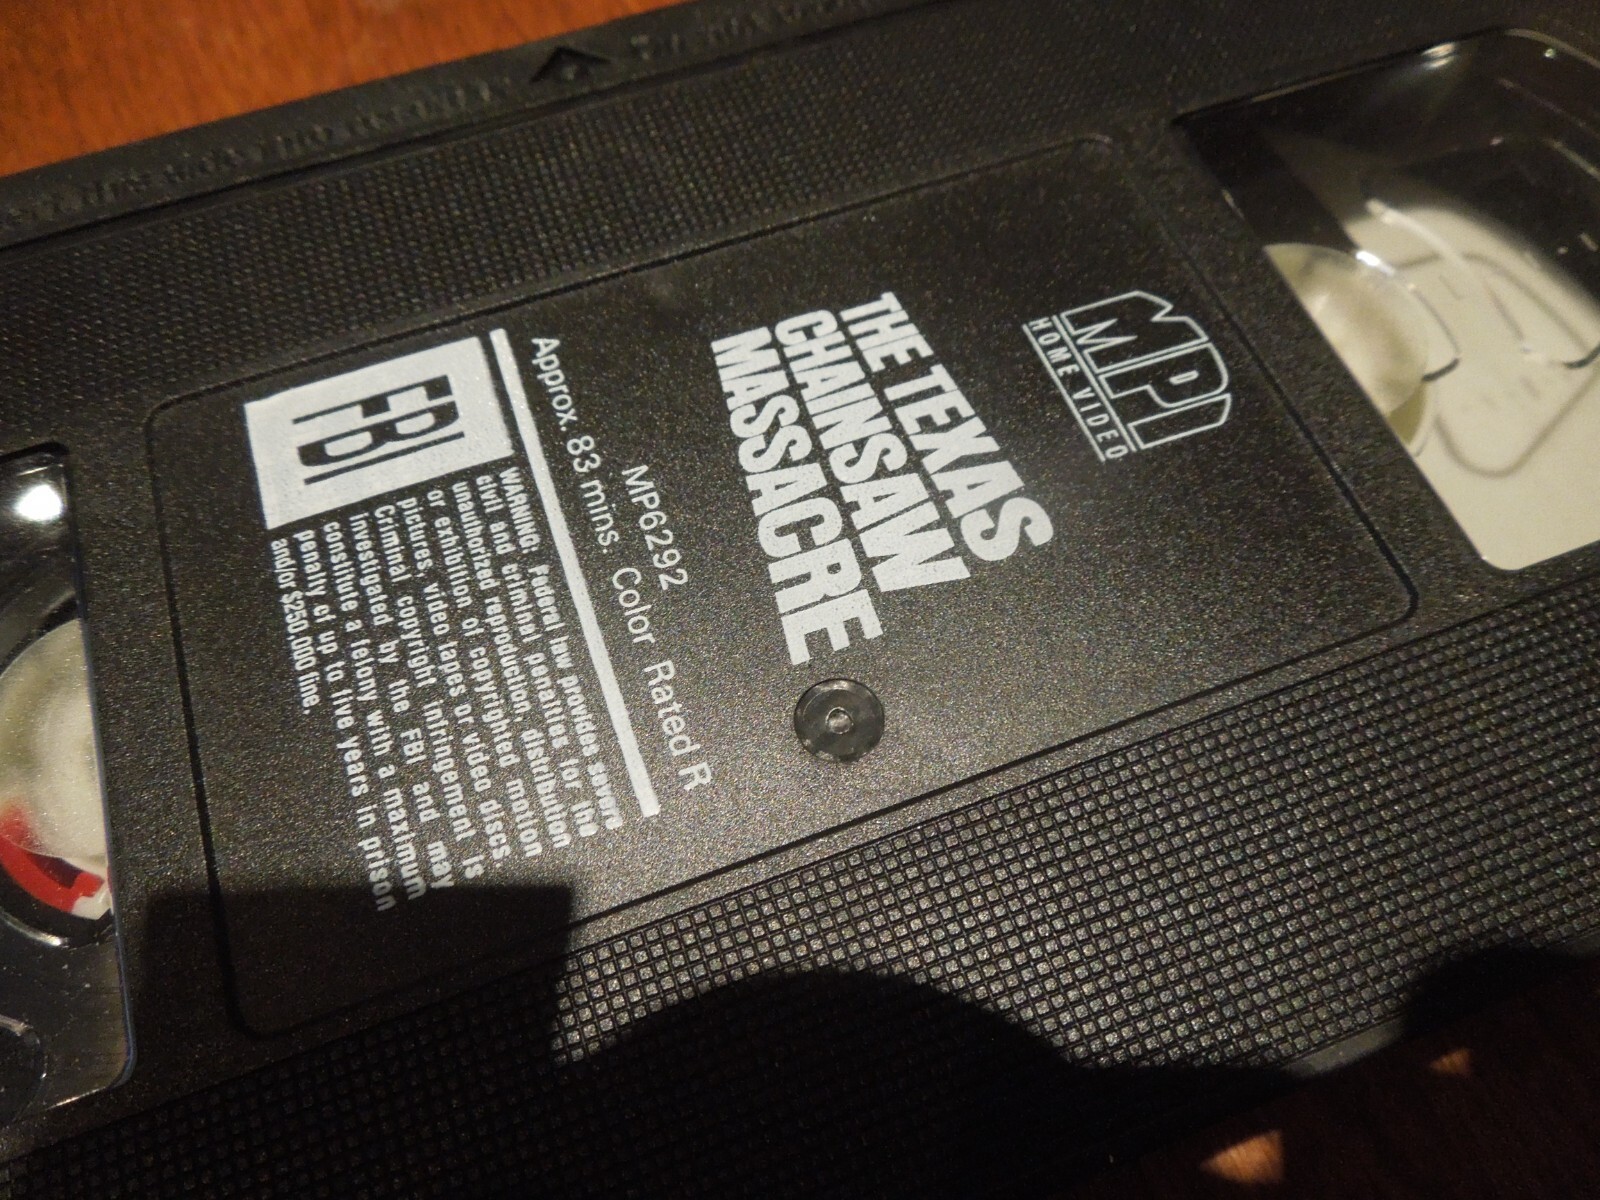 MPI
HOME VIDEO
THE TEXAS
CHAINSAW
MASSACRE
MP6292
Approx. 83 mins. Color Rated R
FBI
WARNING: Federal law provides severe
civil and criminal penalties for the
unauthorized reproduction, distribution
or exhibition of copyrighted motion
pictures, video tapes or video discs.
Criminal copyright infringement is
investigated by the FBI and may
constitute a felony with a maximum
penalty of up to five years in prison
and/or $250,000 fine.